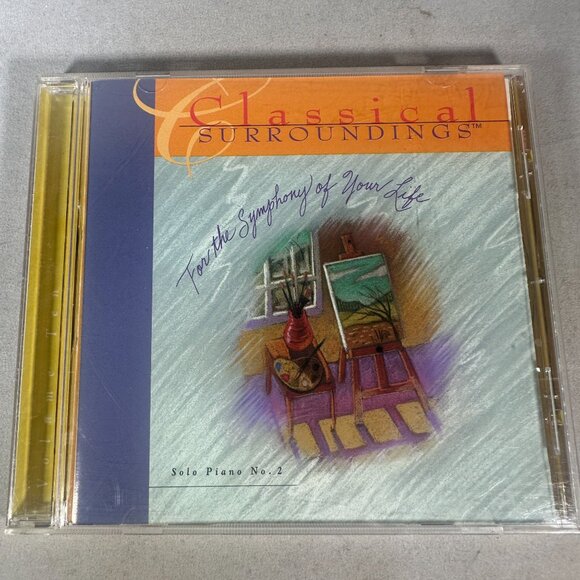 Classical
SURROUNDINGS™
For the Symphony of Your Life
Solo Piano No. 2